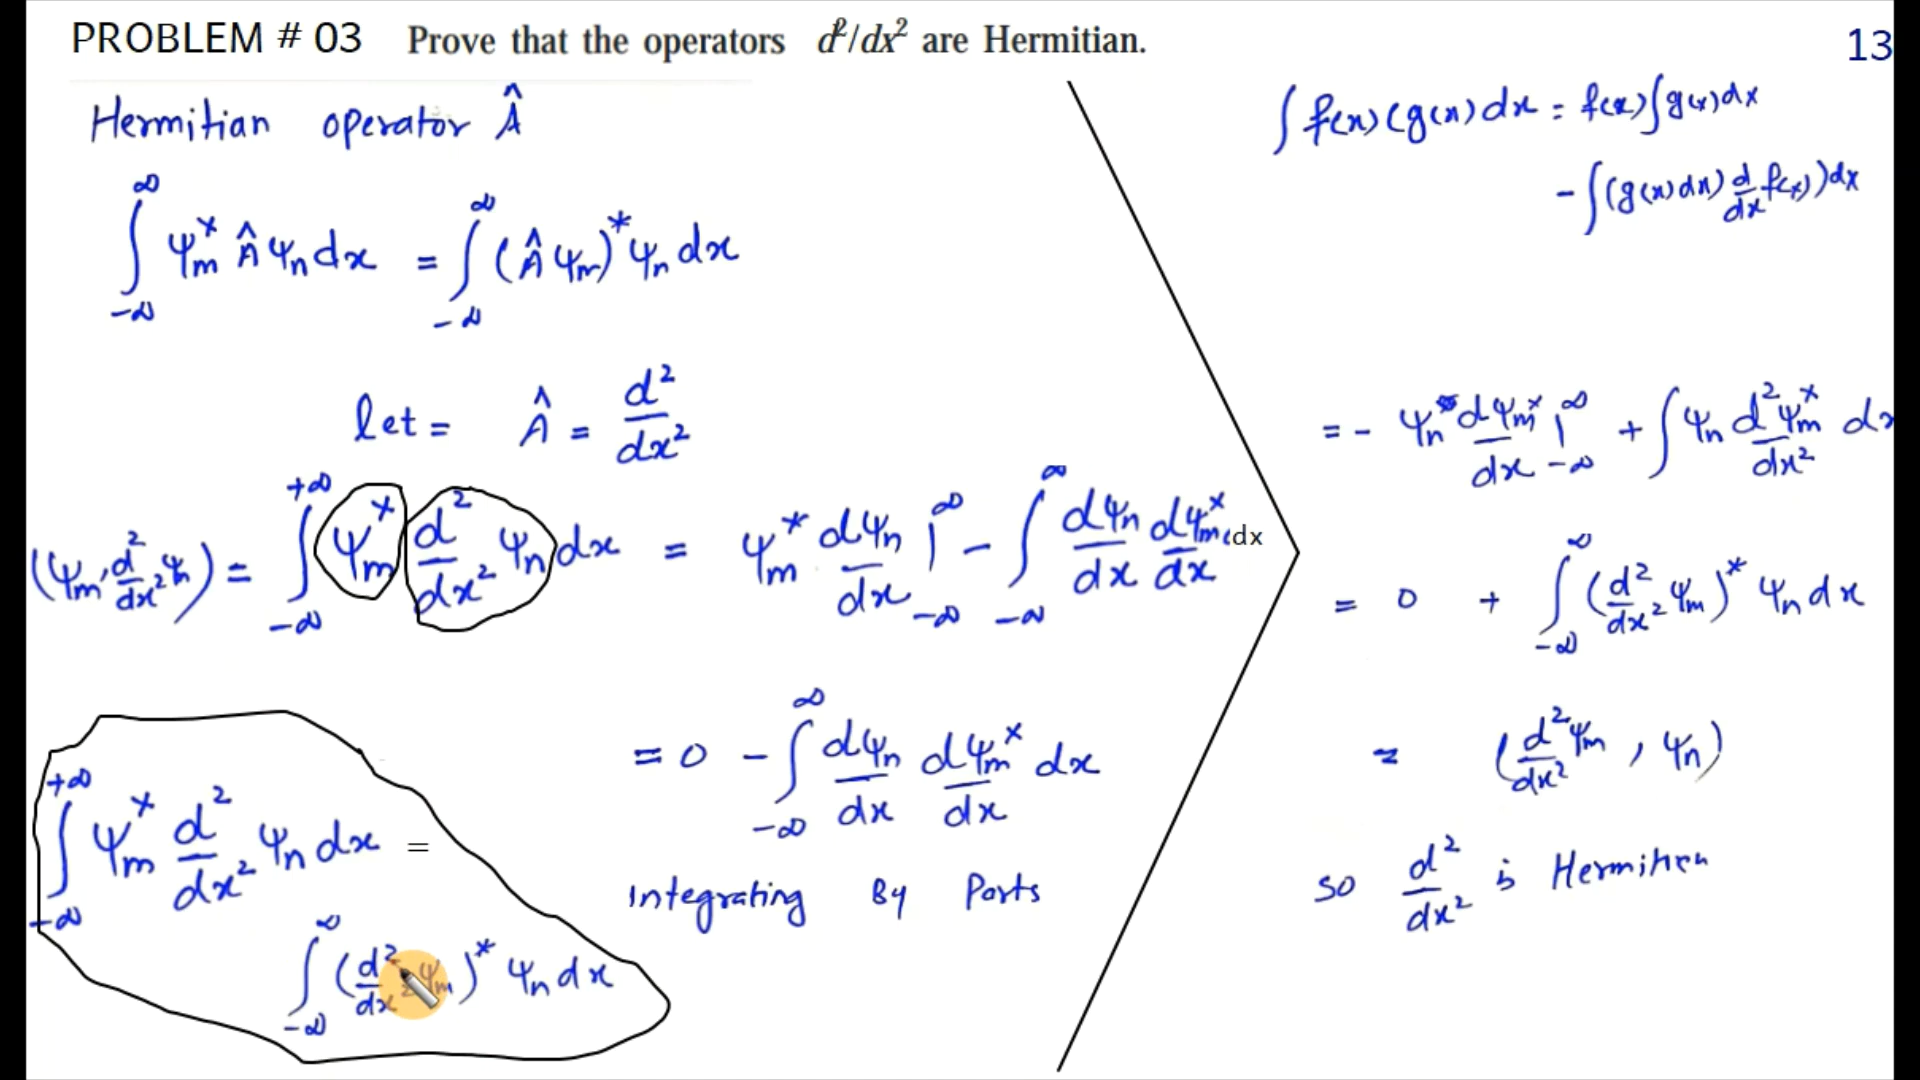 PROBLEM # 03 Prove that the operators d²/dx² are Hermitian.
13
Hermitian operator Â
∫_{-∞}^{∞} ψ_m^* Â ψ_n dx = ∫_{-∞}^{∞} (Â ψ_m)^* ψ_n dx
let = Â = d²/dx²
(ψ_m, d²/dx² ψ_n) = ∫_{-∞}^{+∞} ψ_m^* d²/dx² ψ_n dx = ψ_m^* dψ_n/dx |_{-∞}^{∞} - ∫_{-∞}^{∞} dψ_n/dx dψ_m^*/dx dx
= 0 - ∫_{-∞}^{∞} dψ_n/dx dψ_m^*/dx dx
Integrating By Parts
∫_{-∞}^{+∞} ψ_m^* d²/dx² ψ_n dx =
∫_{-∞}^{∞} (d²/dx² ψ_m)^* ψ_n dx
∫ f(x) (g(x) dx = f(x) ∫ g(x) dx
- ∫ (g(x) dx) d/dx f(x)) dx
= - ψ_n dψ_m^*/dx |_{-∞}^{∞} + ∫ ψ_n d²ψ_m^*/dx² dx
= 0 + ∫_{-∞}^{∞} (d²/dx² ψ_m)^* ψ_n dx
= (d²ψ_m/dx², ψ_n)
so d²/dx² is Hermitian